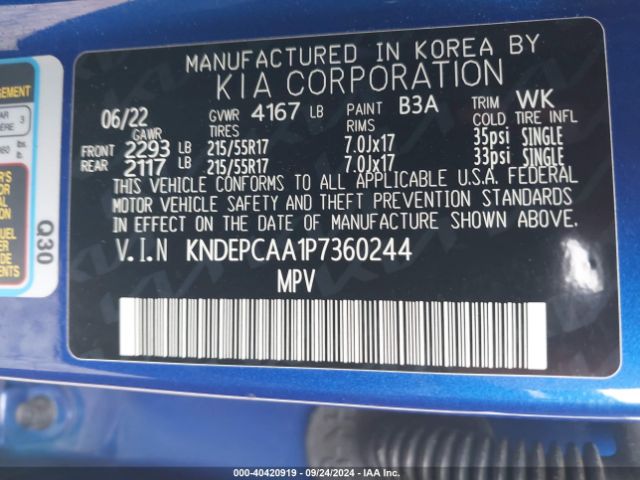 MANUFACTURED IN KOREA BY
KIA CORPORATION
06/22 GVWR 4167 LB PAINT B3A TRIM WK
GAWR TIRES RIMS COLD TIRE INFL
FRONT 2293 LB 215/55R17 7.0Jx17 35psi SINGLE
REAR 2117 LB 215/55R17 7.0Jx17 33psi SINGLE
THIS VEHICLE CONFORMS TO ALL APPLICABLE U.S.A. FEDERAL
MOTOR VEHICLE SAFETY AND THEFT PREVENTION STANDARDS
IN EFFECT ON THE DATE OF MANUFACTURE SHOWN ABOVE.
V.I.N KNDEPCAA1P7360244
MPV
Q30
000-40420919 - 09/24/2024 - IAA Inc.